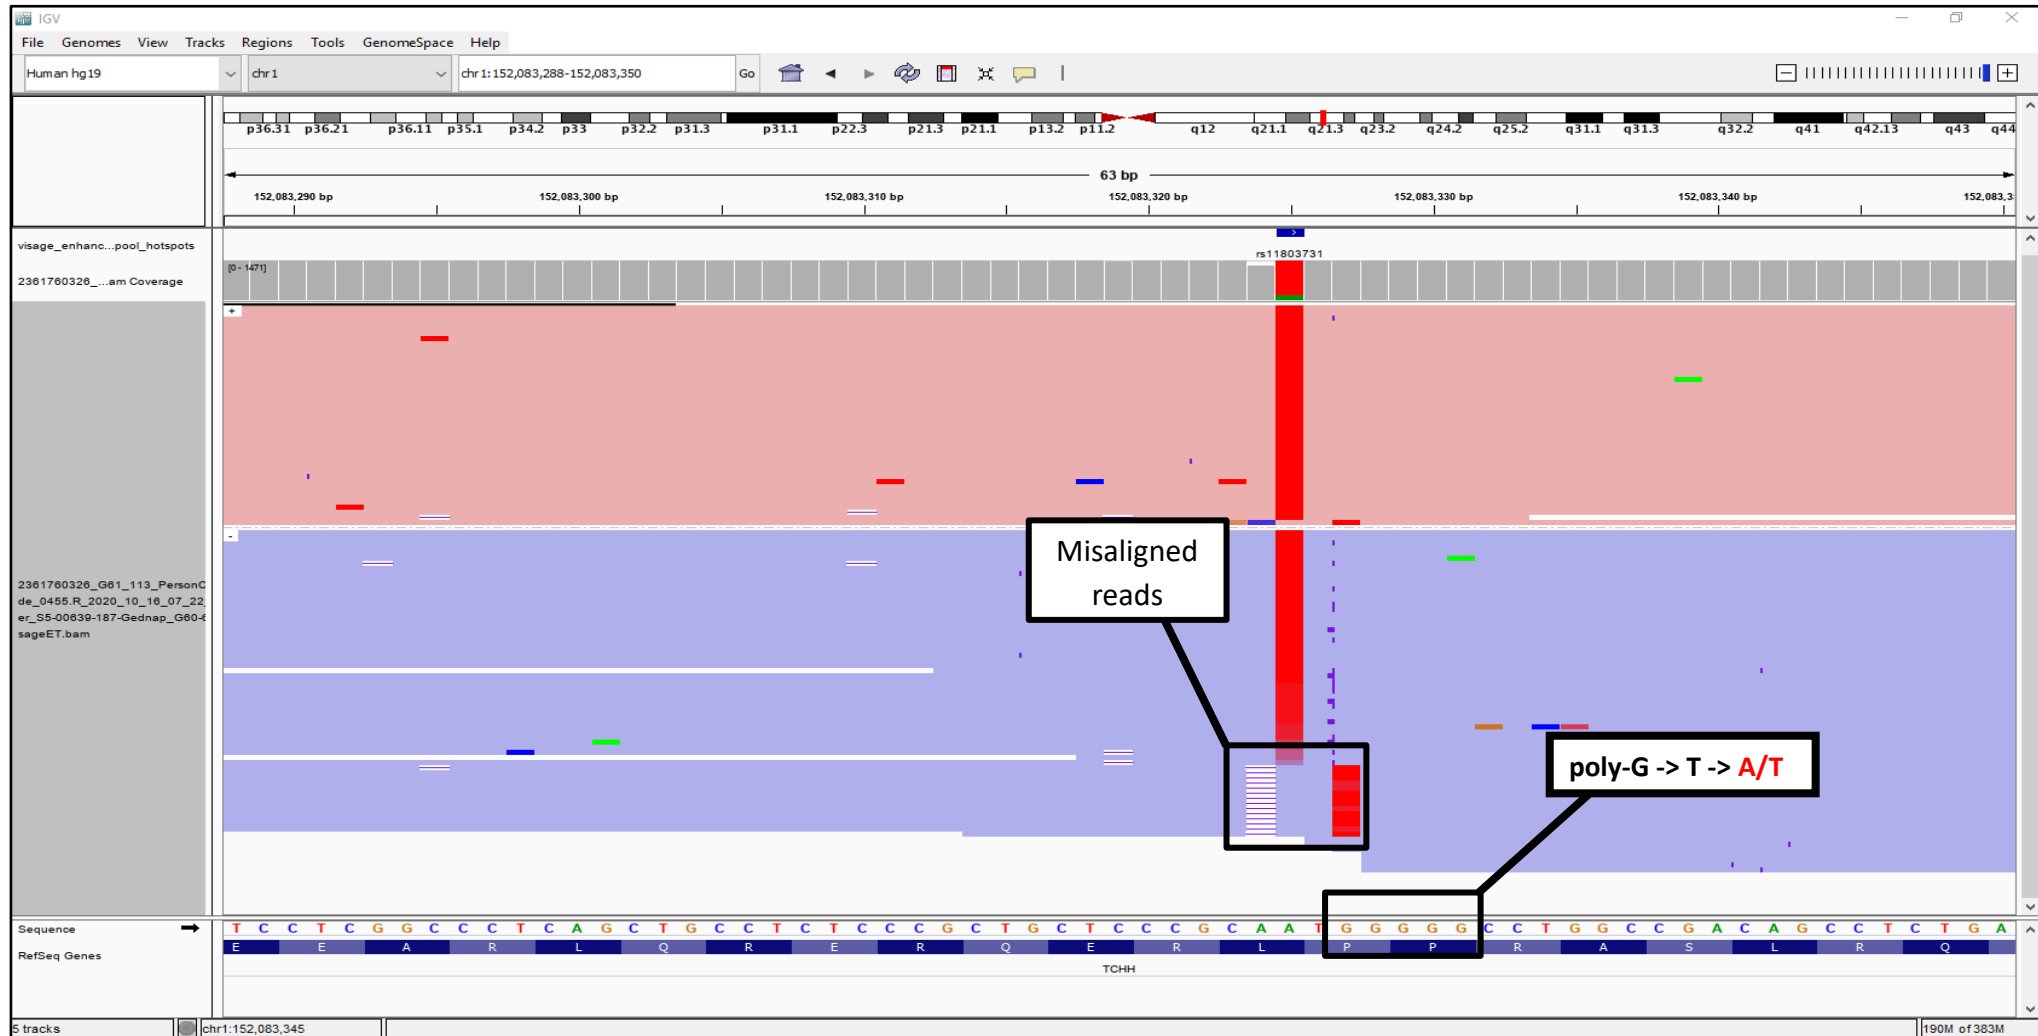 IGV
File Genomes View Tracks Regions Tools GenomeSpace Help
Human hg19 chr1 chr1:152,083,288-152,083,350 Go
p36.31 p36.21 p36.11 p35.1 p34.2 p33 p32.2 p31.3 p31.1 p22.3 p21.3 p21.1 p13.2 p11.2 q12 q21.1 q21.3 q23.2 q24.2 q25.2 q31.1 q31.3 q32.2 q41 q42.13 q43 q44
63 bp
152,083,290 bp 152,083,300 bp 152,083,310 bp 152,083,320 bp 152,083,330 bp 152,083,340 bp 152,083,3
visage_enhanc...pool_hotspots
rs11803731
2361760326_...am Coverage
[0 - 1471]
+
-
Misaligned
reads
2361760326_G61_113_PersonC
de_0455.R_2020_10_16_07_22
er_S5-00639-187-Gednap_G60-6
sageET.bam
poly-G -> T -> A/T
Sequence
T C C T C G G C C C T C A G C T G C C T C T C C C G C T G C T C C C G C A A T G G G G G C C T G G C C G A C A G C C T C T G A
RefSeq Genes
E E A R L Q R E R Q E R L P P R A S L R Q
TCHH
5 tracks chr1:152,083,345 190M of 383M